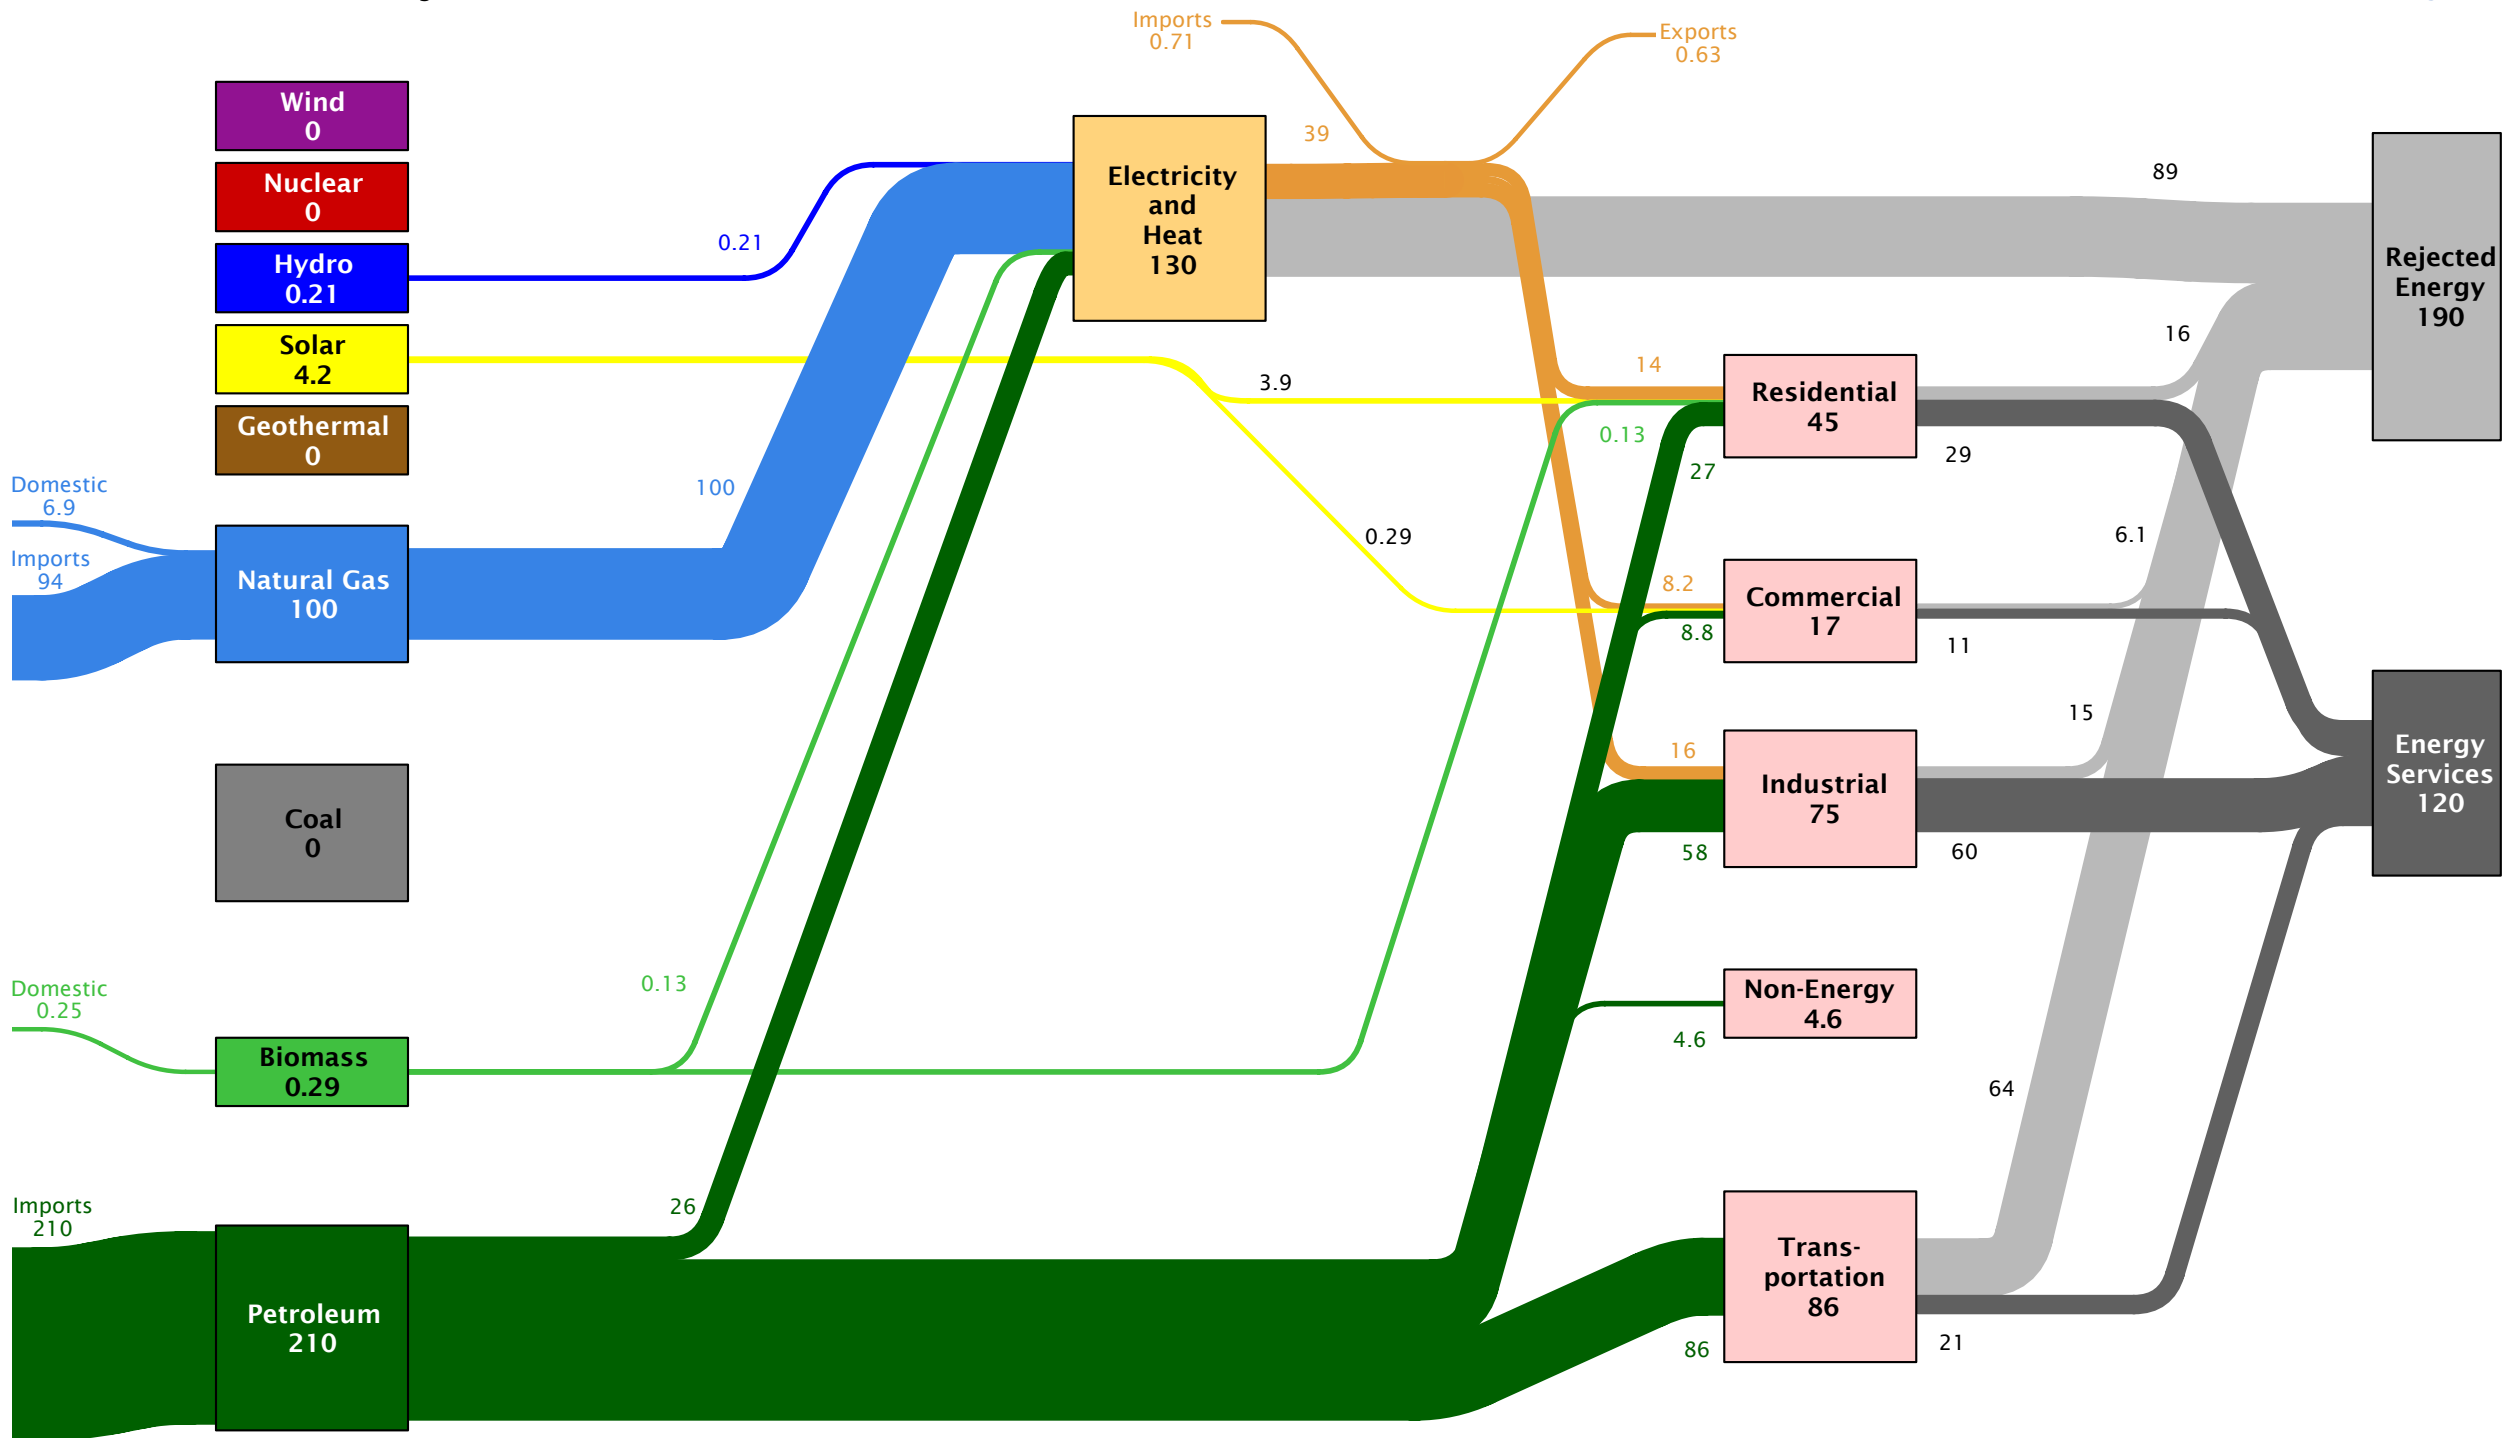 Imports
0.71
Exports
0.63
Wind
0
Nuclear
0
Hydro
0.21
Solar
4.2
Geothermal
0
Domestic
6.9
Imports
94
Natural Gas
100
Coal
0
Domestic
0.25
Biomass
0.29
Imports
210
Petroleum
210
0.21
100
0.13
26
Electricity
and
Heat
130
39
3.9
0.29
14
0.13
27
8.2
8.8
16
58
4.6
86
Residential
45
Commercial
17
Industrial
75
Non-Energy
4.6
Trans-
portation
86
89
16
29
6.1
11
15
60
64
21
Rejected
Energy
190
Energy
Services
120